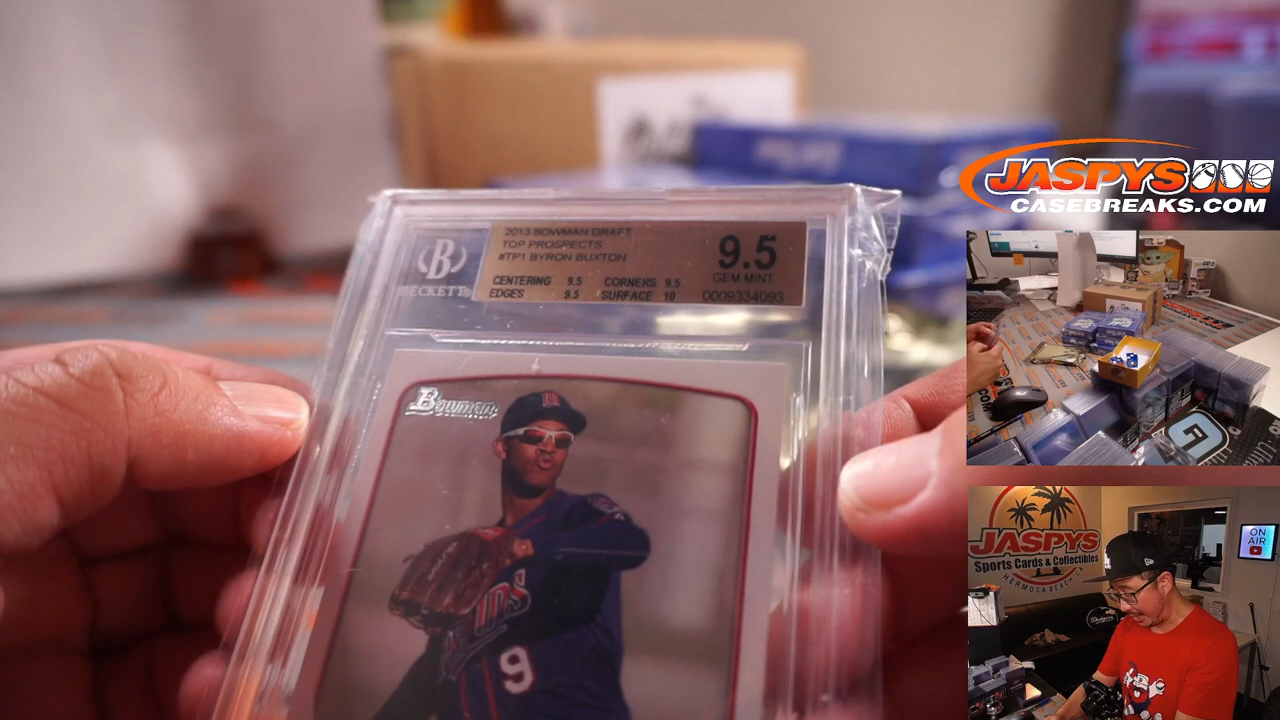 2013 BOWMAN DRAFT
TOP PROSPECTS
#TP1 BYRON BUXTON
CENTERING 9.5 CORNERS 9.5
EDGES 9.5 SURFACE 10
9.5
GEM MINT
0009334093
B
BECKETT
Bowman
9
JASPYS
CASEBREAKS.COM
JASPYS
Sports Cards & Collectibles
HERMOSA BEACH, CA
ON
AIR
Dodgers